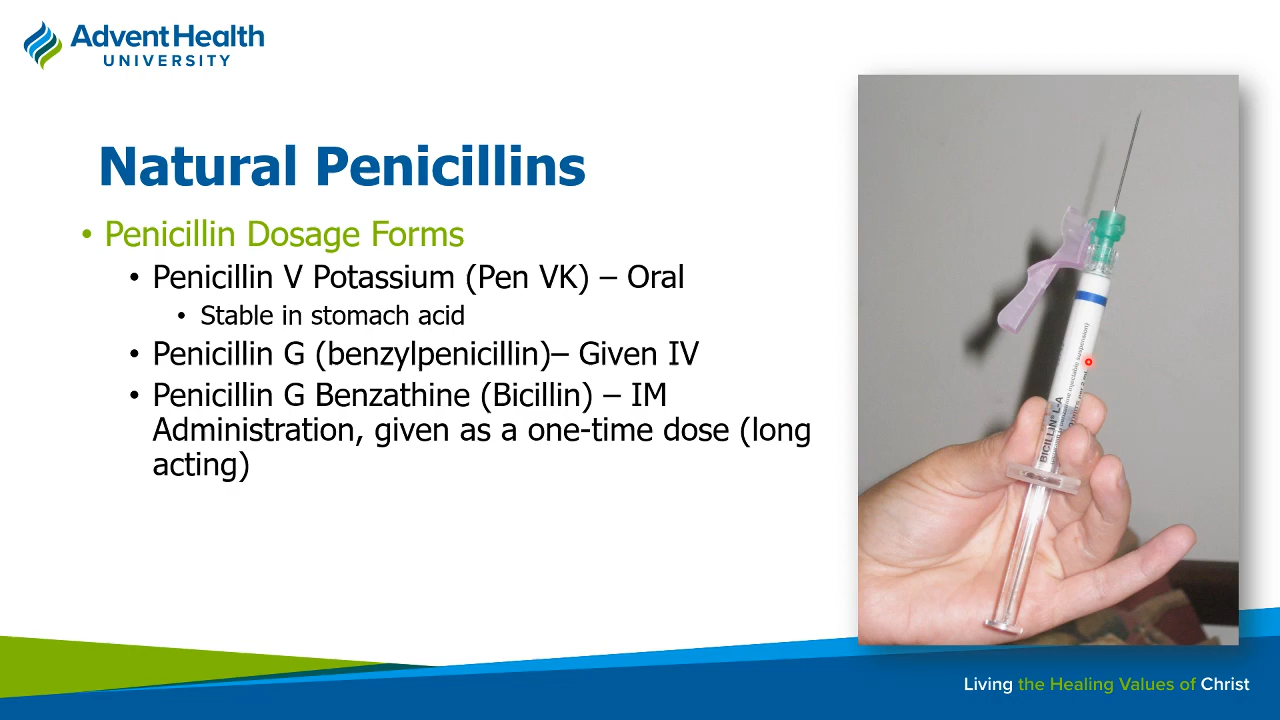 AdventHealth
UNIVERSITY
Natural Penicillins
• Penicillin Dosage Forms
• Penicillin V Potassium (Pen VK) – Oral
• Stable in stomach acid
• Penicillin G (benzylpenicillin)– Given IV
• Penicillin G Benzathine (Bicillin) – IM
Administration, given as a one-time dose (long
acting)
BICILLIN® L-A
injectable suspension)
Living the Healing Values of Christ